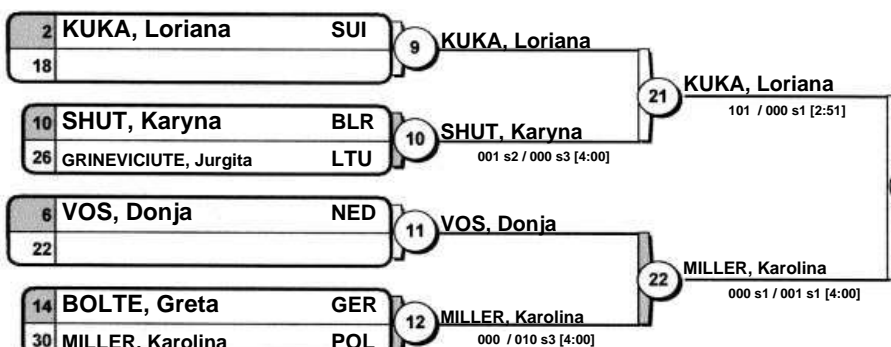 2 KUKA, Loriana SUI
18
9 KUKA, Loriana
10 SHUT, Karyna BLR
26 GRINEVICIUTE, Jurgita LTU
10 SHUT, Karyna
001 s2 / 000 s3 [4:00]
21 KUKA, Loriana
101 / 000 s1 [2:51]
6 VOS, Donja NED
22
11 VOS, Donja
14 BOLTE, Greta GER
30 MILLER, Karolina POL
12 MILLER, Karolina
000 / 010 s3 [4:00]
22 MILLER, Karolina
000 s1 / 001 s1 [4:00]